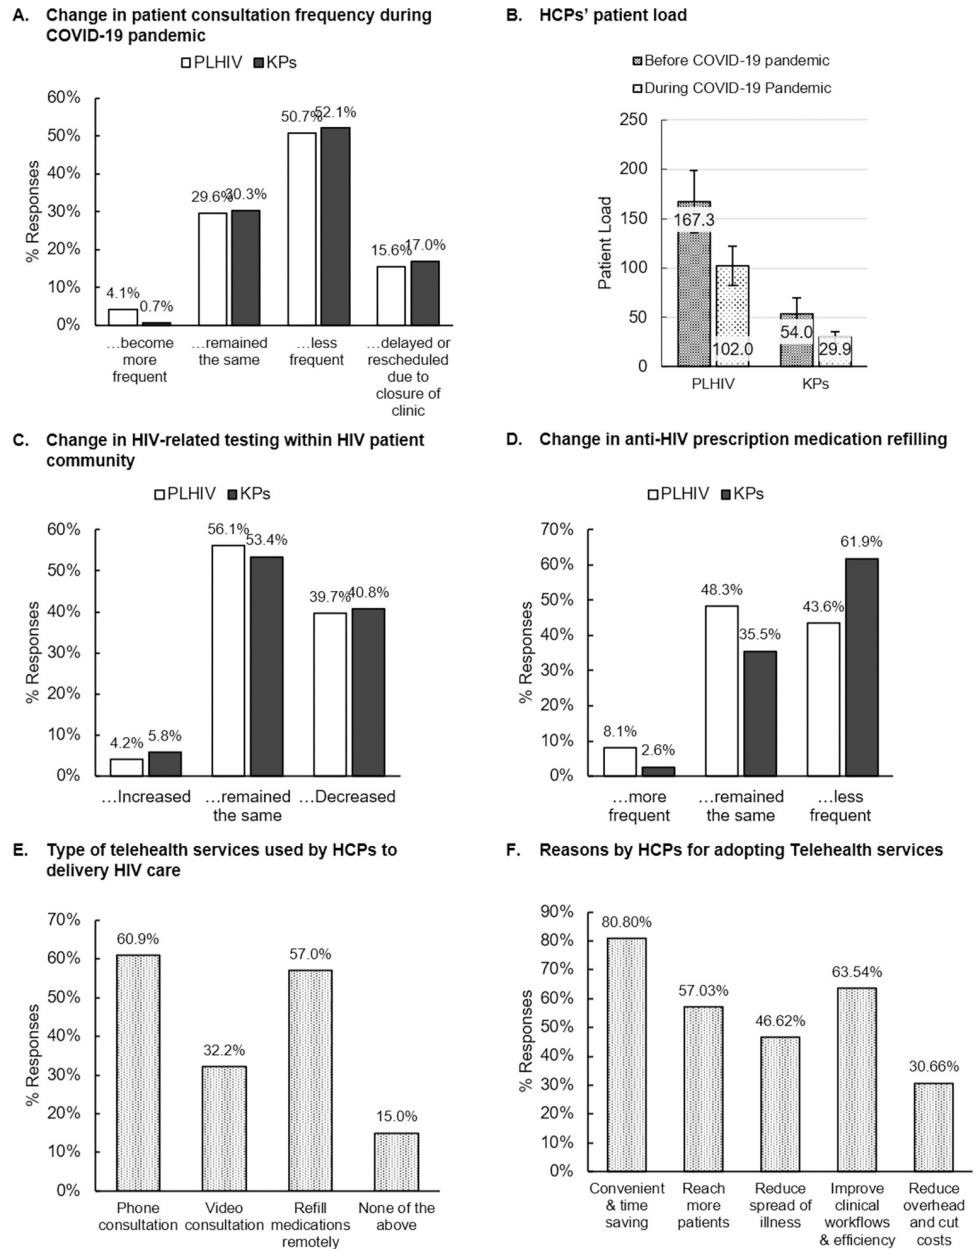 A. Change in patient consultation frequency during
COVID-19 pandemic
PLHIV KPs
60%
50%
40%
30%
20%
10%
0%
% Responses
4.1%
0.7%
29.6%
30.3%
50.7%
52.1%
15.6%
17.0%
…become
more
frequent
…remained
the same
…less
frequent
…delayed or
rescheduled
due to
closure of
clinic
B. HCPs' patient load
Before COVID-19 pandemic
During COVID-19 Pandemic
250
200
150
100
50
0
Patient Load
167.3
102.0
54.0
29.9
PLHIV
KPs
C. Change in HIV-related testing within HIV patient
community
PLHIV KPs
60%
50%
40%
30%
20%
10%
0%
% Responses
4.2%
5.8%
56.1%
53.4%
39.7%
40.8%
…Increased
…remained
the same
…Decreased
D. Change in anti-HIV prescription medication refilling
PLHIV KPs
70%
60%
50%
40%
30%
20%
10%
0%
% Responses
8.1%
2.6%
48.3%
35.5%
43.6%
61.9%
…more
frequent
…remained
the same
…less
frequent
E. Type of telehealth services used by HCPs to
delivery HIV care
70%
60%
50%
40%
30%
20%
10%
0%
% Responses
60.9%
32.2%
57.0%
15.0%
Phone
consultation
Video
consultation
Refill
medications
remotely
None of the
above
F. Reasons by HCPs for adopting Telehealth services
90%
80%
70%
60%
50%
40%
30%
20%
10%
0%
% Responses
80.80%
57.03%
46.62%
63.54%
30.66%
Convenient
& time
saving
Reach
more
patients
Reduce
spread of
illness
Improve
clinical
workflows
& efficiency
Reduce
overhead
and cut
costs